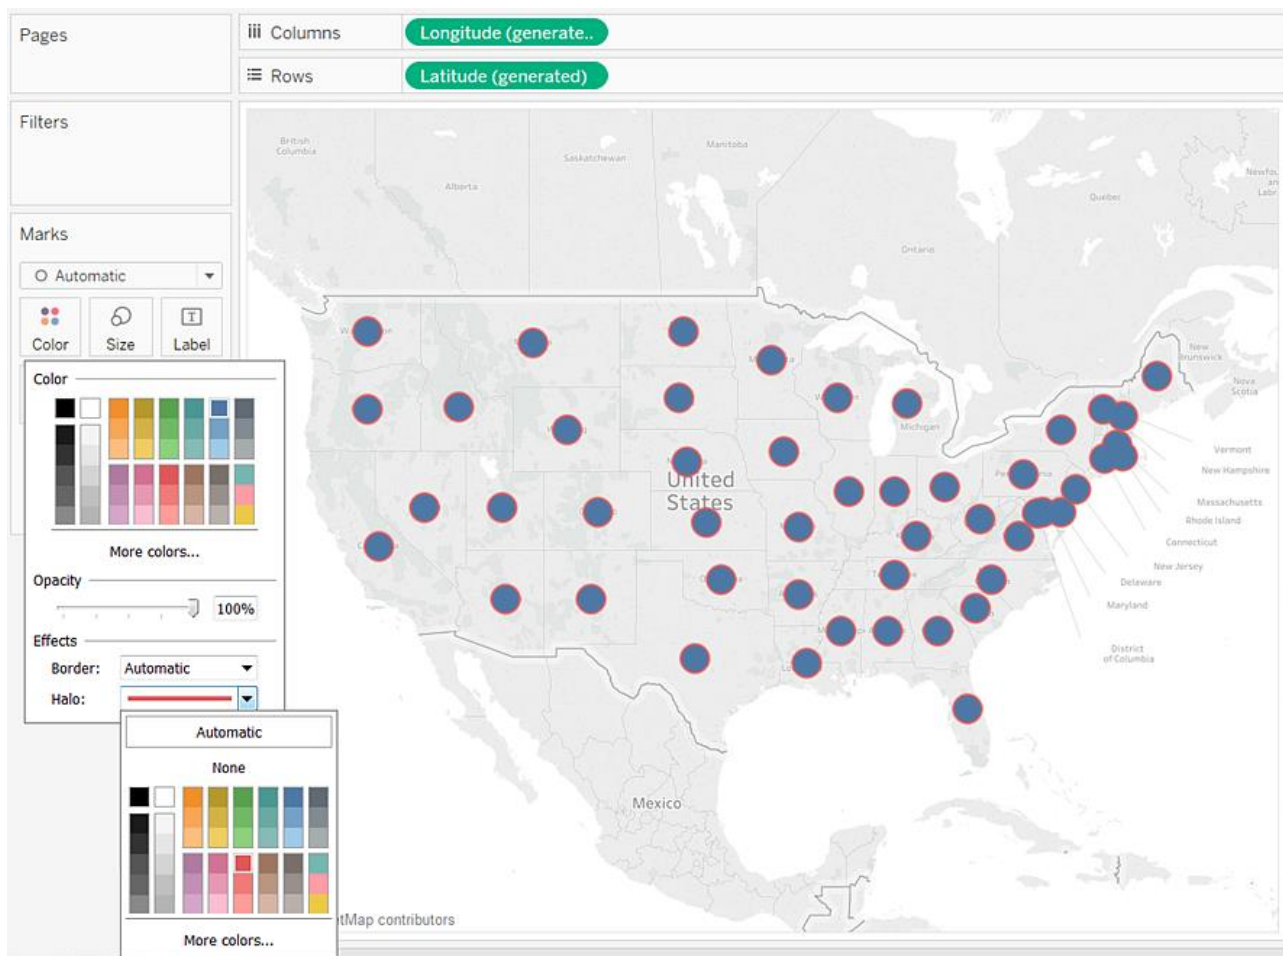 Pages
iii Columns
Longitude (generate..
Rows
Latitude (generated)
Filters
Marks
Automatic
Color
Size
T
Label
Color
More colors...
Opacity
100%
Effects
Border:
Automatic
Halo:
Automatic
None
More colors...
British
Columbia
Alberta
Saskatchewan
Manitoba
Ontario
Quebec
New
Brunswick
Nova
Scotia
Michigan
United
States
Vermont
New Hampshire
Massachusetts
Rhode Island
Connecticut
New Jersey
Delaware
Maryland
District
of Columbia
Mexico
tMap contributors